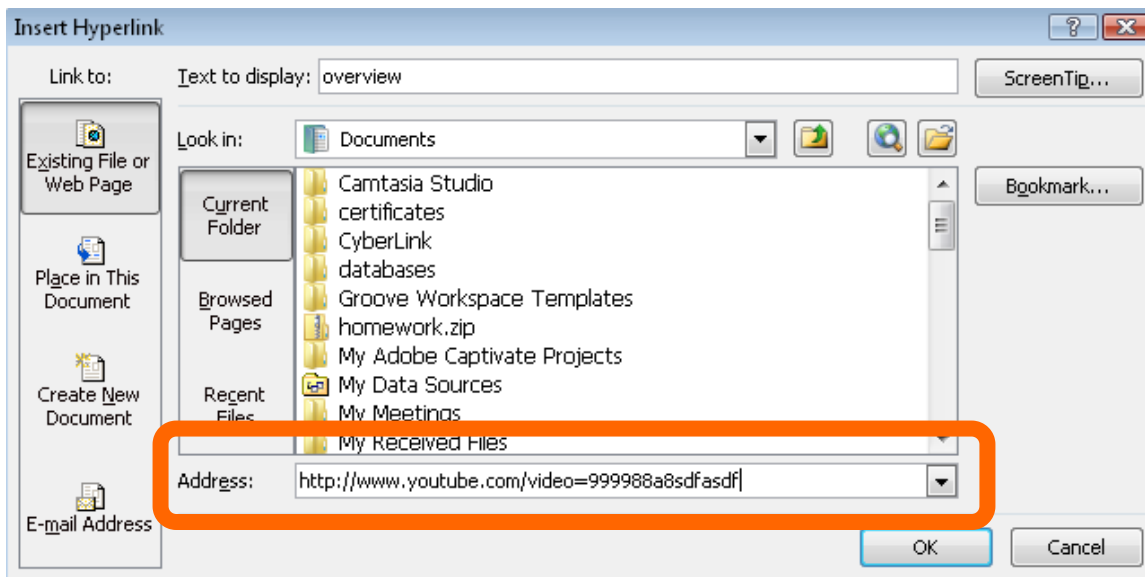 Insert Hyperlink
Link to:
Text to display: overview
ScreenTip...
Existing File or
Web Page
Place in This
Document
Create New
Document
E-mail Address
Look in: Documents
Current
Folder
Browsed
Pages
Recent
Files
Camtasia Studio
certificates
CyberLink
databases
Groove Workspace Templates
homework.zip
My Adobe Captivate Projects
My Data Sources
My Meetings
My Received Files
Bookmark...
Address: http://www.youtube.com/video=999988a8sdfasdf
OK
Cancel